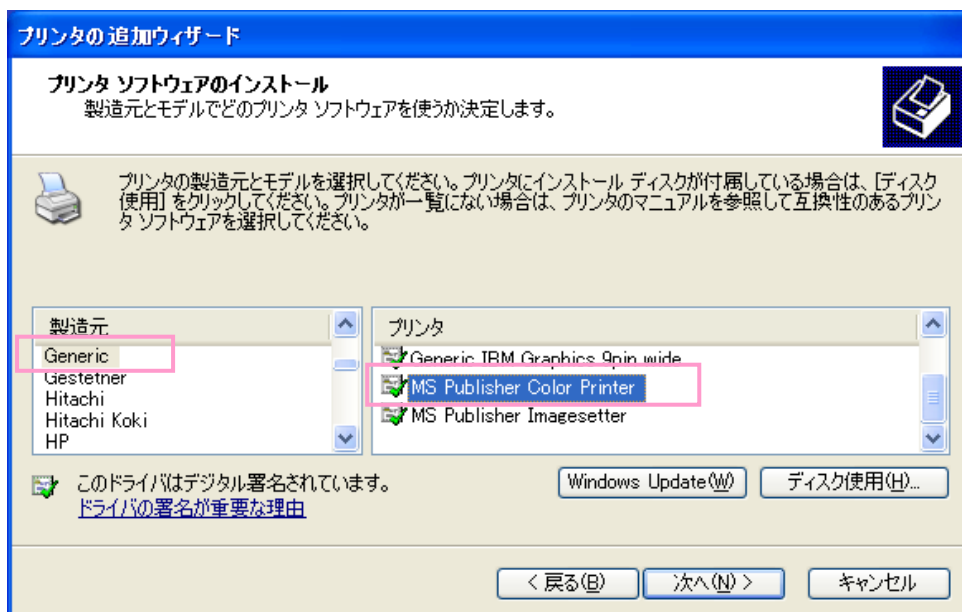 プリンタの追加ウィザード
プリンタ ソフトウェアのインストール
製造元とモデルでどのプリンタ ソフトウェアを使うか決定します。
プリンタの製造元とモデルを選択してください。プリンタにインストール ディスクが付属している場合は、[ディスク
使用] をクリックしてください。プリンタが一覧にない場合は、プリンタのマニュアルを参照して互換性のあるプリン
タ ソフトウェアを選択してください。
製造元
Generic
Gestetner
Hitachi
Hitachi Koki
HP
プリンタ
Generic IBM Graphics 9pin wide
MS Publisher Color Printer
MS Publisher Imagesetter
このドライバはデジタル署名されています。
ドライバの署名が重要な理由
Windows Update(W)
ディスク使用(H)...
< 戻る(B)
次へ(N) >
キャンセル